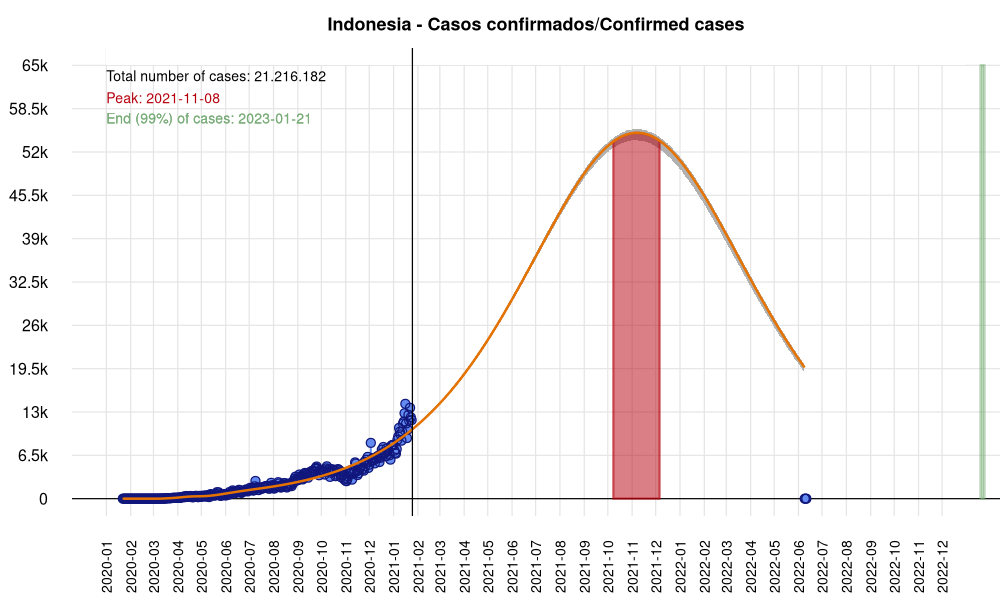 Indonesia - Casos confirmados/Confirmed cases
Total number of cases: 21.216.182
Peak: 2021-11-08
End (99%) of cases: 2023-01-21
65k
58.5k
52k
45.5k
39k
32.5k
26k
19.5k
13k
6.5k
0
2020-01
2020-02
2020-03
2020-04
2020-05
2020-06
2020-07
2020-08
2020-09
2020-10
2020-11
2020-12
2021-01
2021-02
2021-03
2021-04
2021-05
2021-06
2021-07
2021-08
2021-09
2021-10
2021-11
2021-12
2022-01
2022-02
2022-03
2022-04
2022-05
2022-06
2022-07
2022-08
2022-09
2022-10
2022-11
2022-12